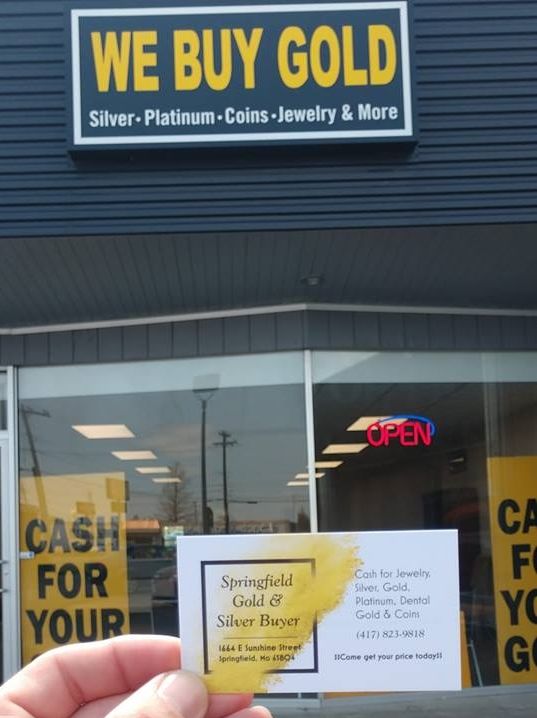 WE BUY GOLD
Silver • Platinum • Coins • Jewelry & More
OPEN
CASH
FOR
YOUR
CA
F
YO
G
Springfield
Gold &
Silver Buyer
1664 E Sunshine Street
Springfield, Mo 65804
Cash for Jewelry,
Silver, Gold,
Platinum, Dental
Gold & Coins
(417) 823-9818
$$Come get your price today$$